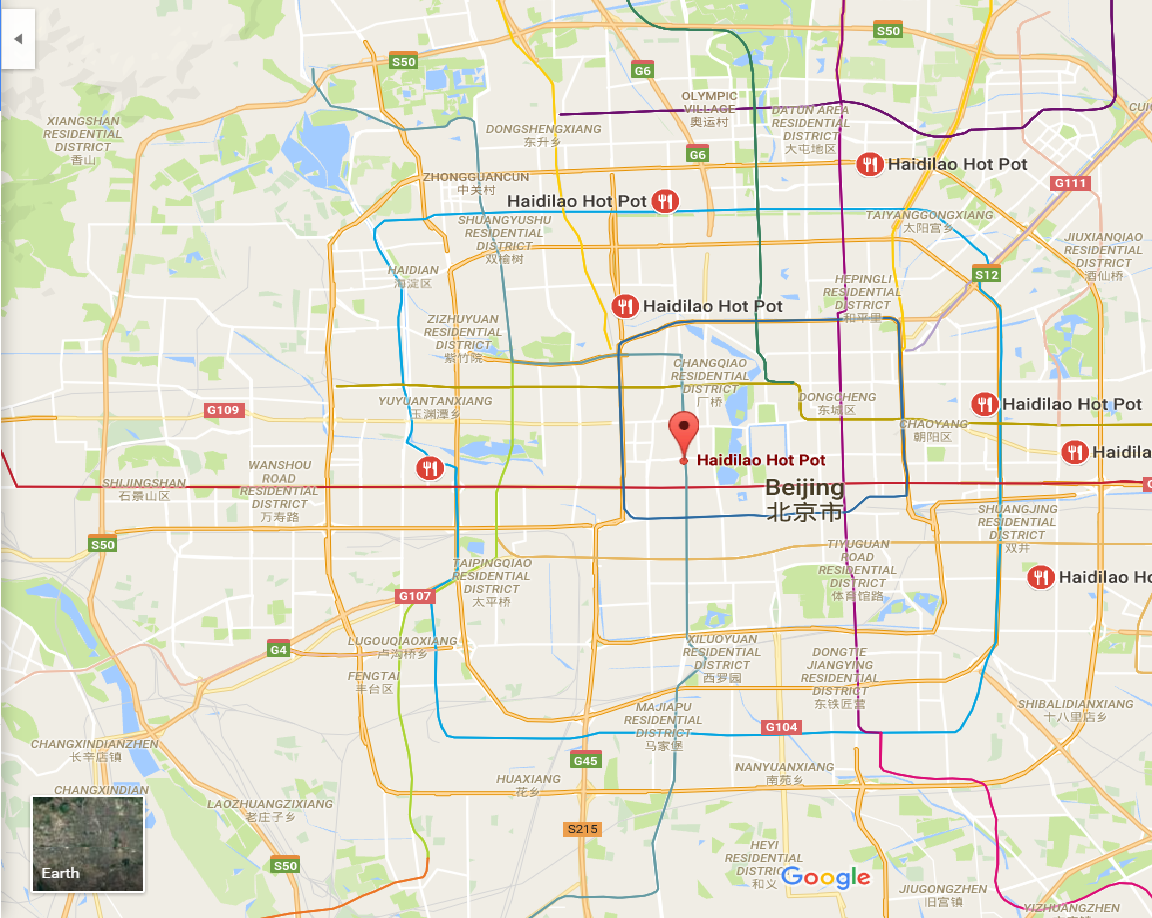 S50
S50
G6
OLYMPIC
VILLAGE
奥运村
DATUN AREA
RESIDENTIAL
DISTRICT
大屯地区
XIANGSHAN
RESIDENTIAL
DISTRICT
香山
DONGSHENGXIANG
东升乡
G6
Haidilao Hot Pot
G111
ZHONGGUANCUN
中关村
Haidilao Hot Pot
SHUANGYUSHU
RESIDENTIAL
DISTRICT
双榆树
TAIYANGGONGXIANG
太阳宫乡
JIUXIANQIAO
RESIDENTIAL
DISTRICT
酒仙桥
HAIDIAN
海淀区
S12
HEPINGLI
RESIDENTIAL
DISTRICT
和平里
Haidilao Hot Pot
ZIZHUYUAN
RESIDENTIAL
DISTRICT
紫竹院
CHANGQIAO
RESIDENTIAL
DISTRICT
厂桥
YUYUANTANXIANG
玉渊潭乡
G109
DONGCHENG
东城区
Haidilao Hot Pot
CHAOYANG
朝阳区
Haidila
Haidilao Hot Pot
WANSHOU
ROAD
RESIDENTIAL
DISTRICT
万寿路
SHIJINGSHAN
石景山区
Beijing
北京市
SHUANGJING
RESIDENTIAL
DISTRICT
双井
S50
TIYUGUAN
ROAD
RESIDENTIAL
DISTRICT
体育馆路
TAIPINGQIAO
RESIDENTIAL
DISTRICT
太平桥
Haidilao Ho
G107
G4
LUGOUQIAOXIANG
卢沟桥乡
XILUOYUAN
RESIDENTIAL
DISTRICT
西罗园
DONGTIE
JIANGYING
RESIDENTIAL
DISTRICT
东铁匠营
FENGTAI
丰台区
MAJIAPU
RESIDENTIAL
DISTRICT
马家堡
SHIBALIDIANXIANG
十八里店乡
G104
CHANGXINDIANZHEN
长辛店镇
G45
NANYUANXIANG
南苑乡
HUAXIANG
花乡
CHANGXINDIAN
LAOZHUANGZIXIANG
老庄子乡
S215
HEYI
RESIDENTIAL
DISTRICT
和义
Earth
S50
Google
JIUGONGZHEN
旧宫镇
YIZHUANGZHEN